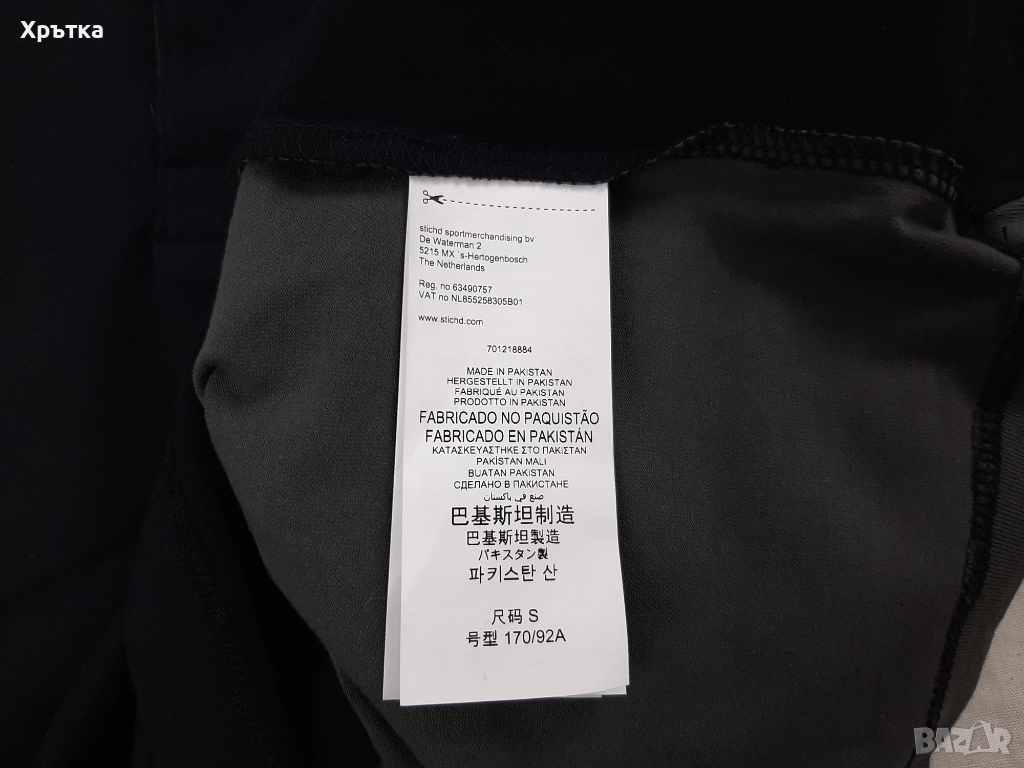 Хрътка
stichd sportmerchandising bv
De Waterman 2
5215 MX `s-Hertogenbosch
The Netherlands
Reg. no 63490757
VAT no NL855258305B01
www.stichd.com
701218884
MADE IN PAKISTAN
HERGESTELLT IN PAKISTAN
FABRIQUÉ AU PAKISTAN
PRODOTTO IN PAKISTAN
FABRICADO NO PAQUISTÃO
FABRICADO EN PAKISTÁN
ΚΑΤΑΣΚΕΥΑΣΤΗΚΕ ΣΤΟ ΠΑΚΙΣΤΑΝ
PAKİSTAN MALI
BUATAN PAKISTAN
СДЕЛАНО В ПАКИСТАНЕ
صنع في باكستان
巴基斯坦制造
巴基斯坦製造
パキスタン製
파키스탄 산
尺码 S
号型 170/92A
BAZAR